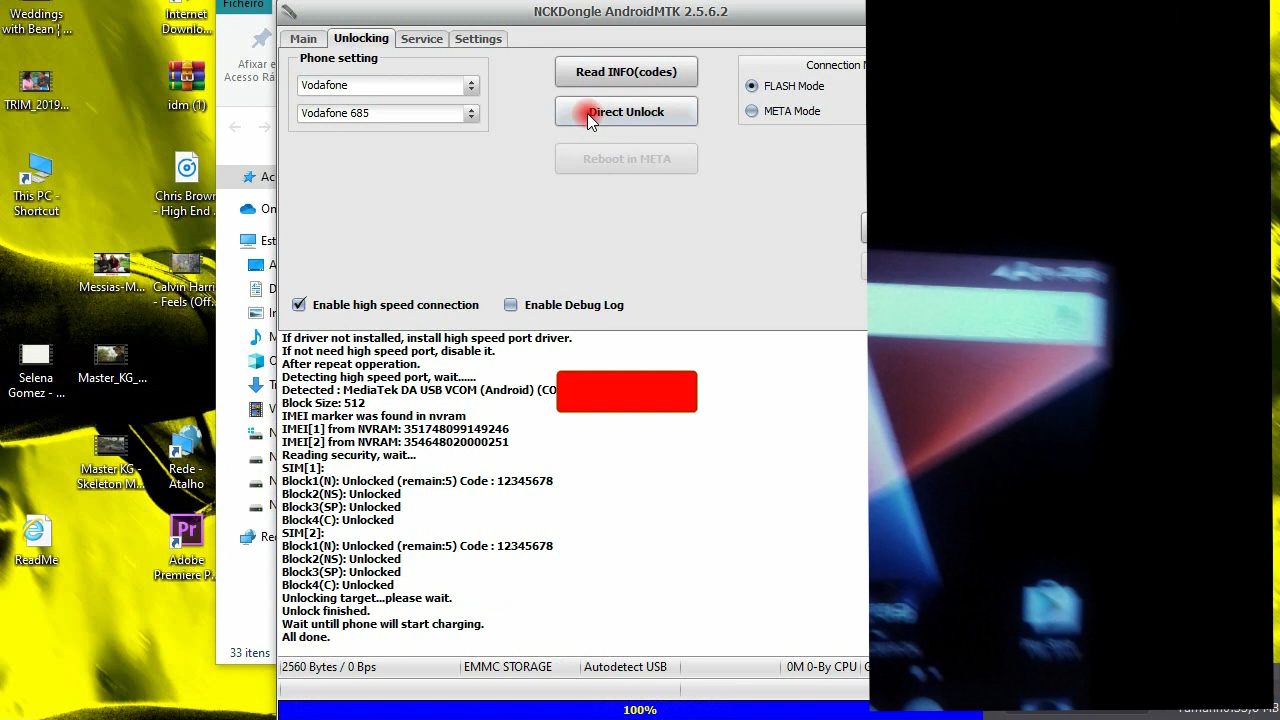 Weddings
with Bean ¦ ...
Internet
Downlo...
TRIM_2019...
idm (1)
This PC -
Shortcut
Chris Brown
- High End ...
Messias-M...
Calvin Harri
- Feels (Off...
Selena
Gomez - ...
Master_KG_...
Master KG -
Skeleton M...
Rede -
Atalho
ReadMe
Adobe
Premiere P...
Ficheiro
Afixar e
Acesso Rá
33 itens
NCKDongle AndroidMTK 2.5.6.2
Main
Unlocking
Service
Settings
Phone setting
Vodafone
Vodafone 685
Read INFO(codes)
Direct Unlock
Reboot in META
Connection
FLASH Mode
META Mode
Enable high speed connection
Enable Debug Log
If driver not installed, install high speed port driver.
If not need high speed port, disable it.
After repeat opperation.
Detecting high speed port, wait......
Detected : MediaTek DA USB VCOM (Android) (CO
Block Size: 512
IMEI marker was found in nvram
IMEI[1] from NVRAM: 351748099149246
IMEI[2] from NVRAM: 354648020000251
Reading security, wait...
SIM[1]:
Block1(N): Unlocked (remain:5) Code : 12345678
Block2(NS): Unlocked
Block3(SP): Unlocked
Block4(C): Unlocked
SIM[2]:
Block1(N): Unlocked (remain:5) Code : 12345678
Block2(NS): Unlocked
Block3(SP): Unlocked
Block4(C): Unlocked
Unlocking target...please wait.
Unlock finished.
Wait untill phone will start charging.
All done.
2560 Bytes / 0 Bps
EMMC STORAGE
Autodetect USB
0M 0-By CPU
100%